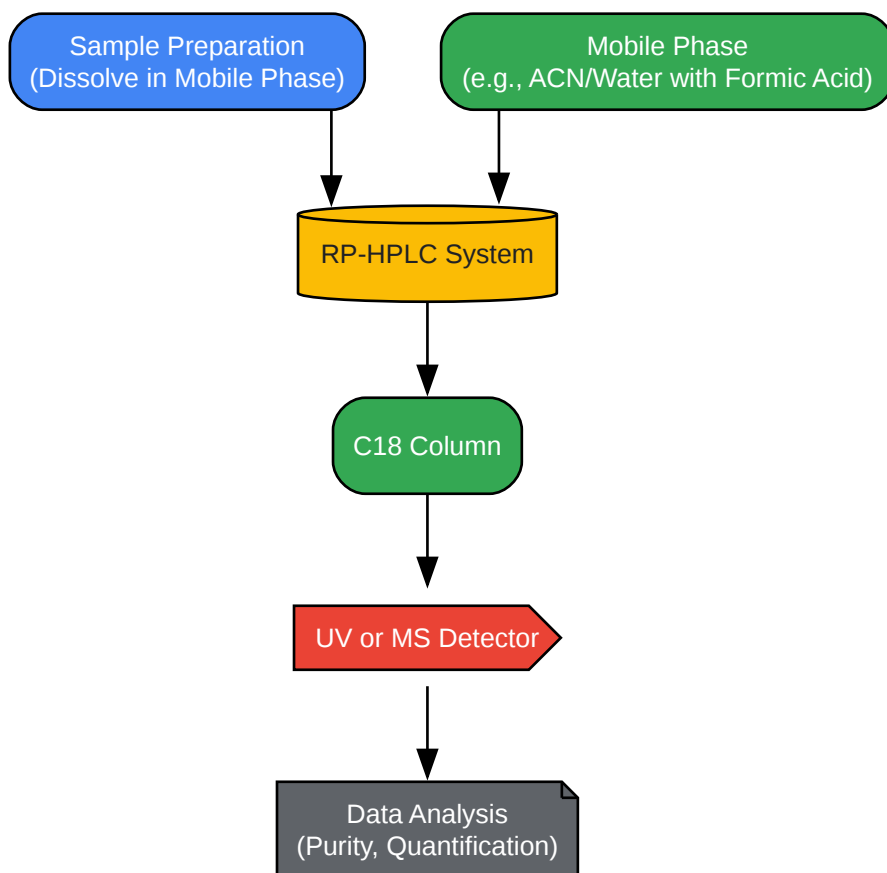 Sample Preparation
(Dissolve in Mobile Phase)
Mobile Phase
(e.g., ACN/Water with Formic Acid)
RP-HPLC System
C18 Column
UV or MS Detector
Data Analysis
(Purity, Quantification)